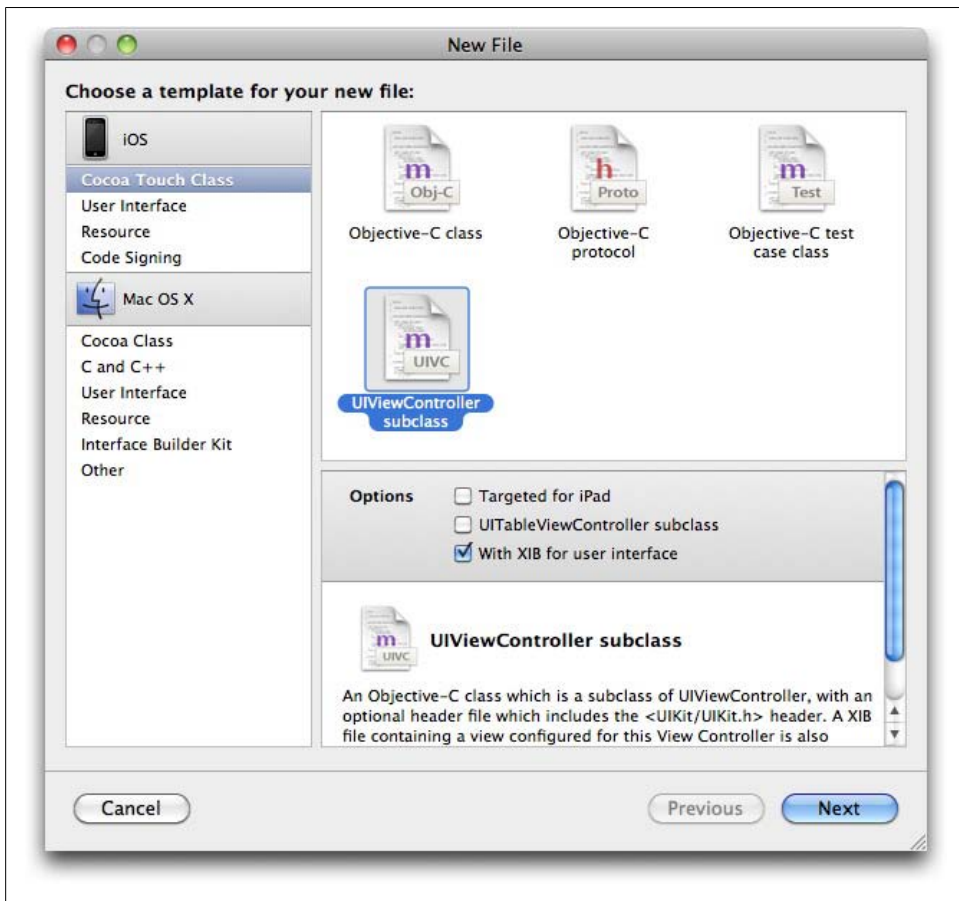 New File
Choose a template for your new file:
iOS
Cocoa Touch Class
User Interface
Resource
Code Signing
Mac OS X
Cocoa Class
C and C++
User Interface
Resource
Interface Builder Kit
Other
m
Obj-C
Objective-C class
h
Proto
Objective-C
protocol
m
Test
Objective-C test
case class
m
UIVC
UIViewController
subclass
Options
Targeted for iPad
UITableViewController subclass
With XIB for user interface
m
UIVC
UIViewController subclass
An Objective-C class which is a subclass of UIViewController, with an
optional header file which includes the <UIKit/UIKit.h> header. A XIB
file containing a view configured for this View Controller is also
Cancel
Previous
Next